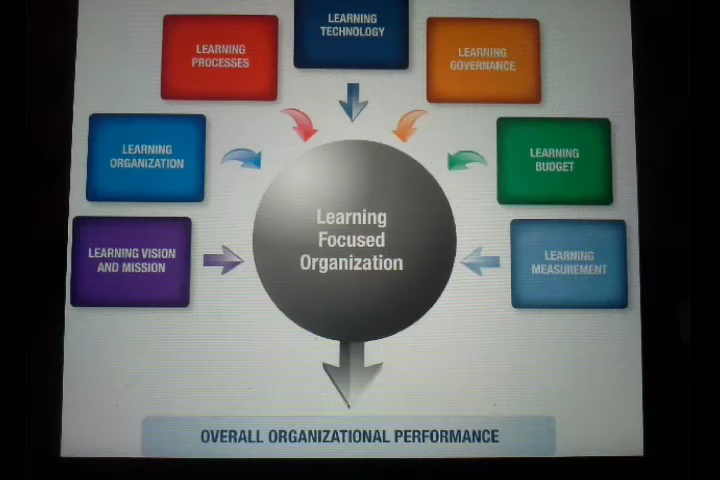 LEARNING
TECHNOLOGY
LEARNING
PROCESSES
LEARNING
GOVERNANCE
LEARNING
ORGANIZATION
LEARNING
BUDGET
LEARNING VISION
AND MISSION
LEARNING
MEASUREMENT
Learning
Focused
Organization
OVERALL ORGANIZATIONAL PERFORMANCE